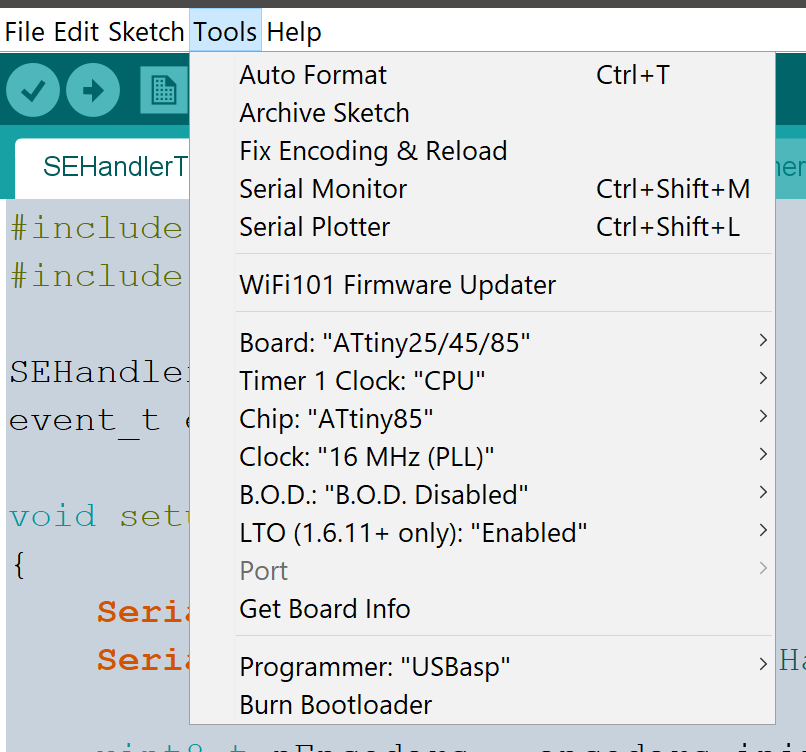 File Edit Sketch Tools Help
Auto Format Ctrl+T
Archive Sketch
Fix Encoding & Reload
Serial Monitor Ctrl+Shift+M
Serial Plotter Ctrl+Shift+L
WiFi101 Firmware Updater
Board: "ATtiny25/45/85"
Timer 1 Clock: "CPU"
Chip: "ATtiny85"
Clock: "16 MHz (PLL)"
B.O.D.: "B.O.D. Disabled"
LTO (1.6.11+ only): "Enabled"
Port
Get Board Info
Programmer: "USBasp"
Burn Bootloader
SEHandlerT
#include
#include
SEHandler
event_t e
void setu
{
Seria
Seria